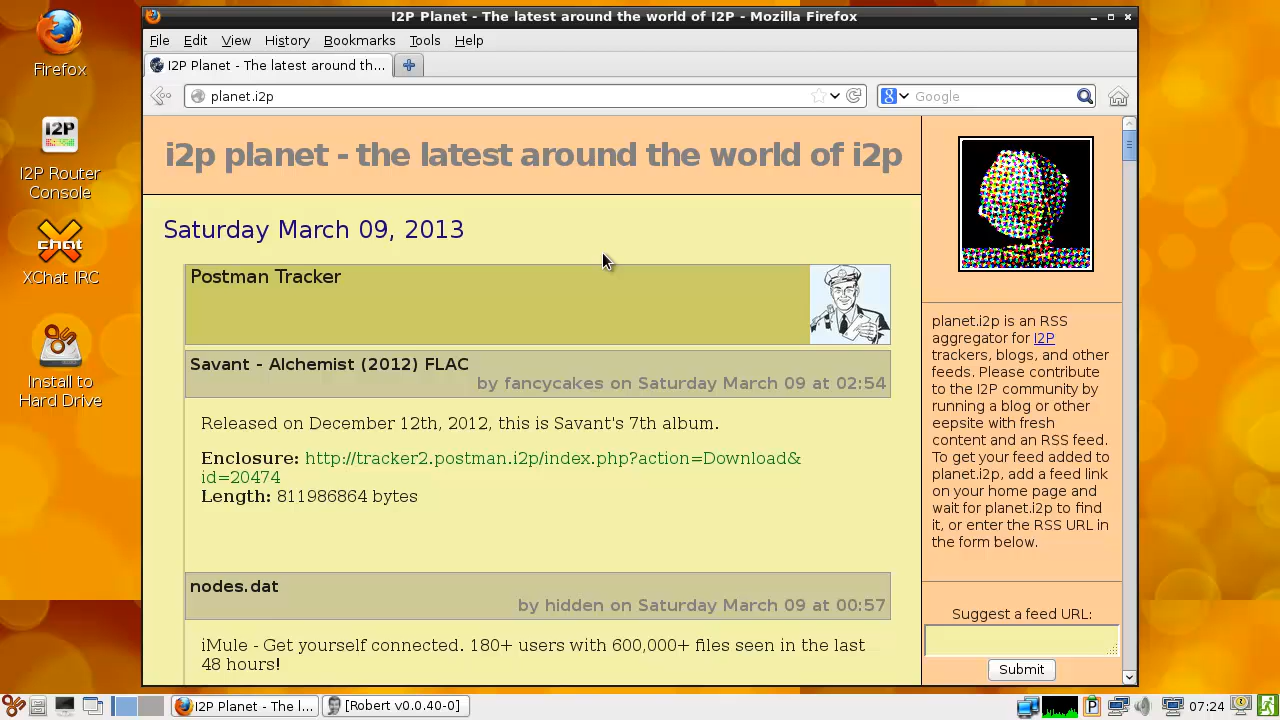 I2P Planet - The latest around the world of I2P - Mozilla Firefox
File Edit View History Bookmarks Tools Help
I2P Planet - The latest around th...
planet.i2p
Google
Firefox
I2P
I2P Router
Console
xchat
XChat IRC
Install to
Hard Drive
i2p planet - the latest around the world of i2p
Saturday March 09, 2013
Postman Tracker
Savant - Alchemist (2012) FLAC
by fancycakes on Saturday March 09 at 02:54
Released on December 12th, 2012, this is Savant's 7th album.
Enclosure: http://tracker2.postman.i2p/index.php?action=Download&
id=20474
Length: 811986864 bytes
nodes.dat
by hidden on Saturday March 09 at 00:57
iMule - Get yourself connected. 180+ users with 600,000+ files seen in the last
48 hours!
planet.i2p is an RSS
aggregator for I2P
trackers, blogs, and other
feeds. Please contribute
to the I2P community by
running a blog or other
eepsite with fresh
content and an RSS feed.
To get your feed added to
planet.i2p, add a feed link
on your home page and
wait for planet.i2p to find
it, or enter the RSS URL in
the form below.
Suggest a feed URL:
Submit
I2P Planet - The l...
[Robert v0.0.40-0]
07:24